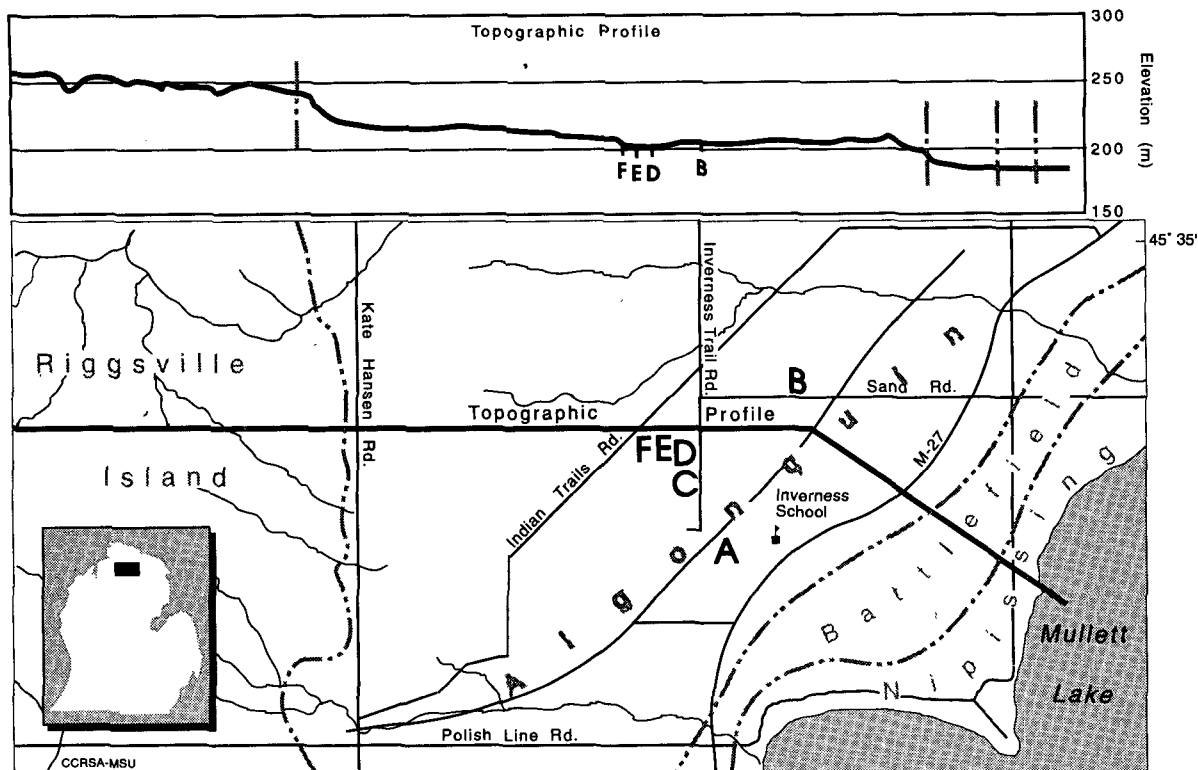 Topographic Profile
300
250
200
150
Elevation (m)
F E D B
45° 35'
Riggsville
Island
Kate Hansen Rd.
Inverness Trail Rd.
Indian Trails Rd.
Topographic Profile
B
Sand Rd.
M-27
F E D
C
A
Inverness
School
Algonquin
Battlefield
Nipissing
Mullett
Lake
Polish Line Rd.
CCRSA-MSU